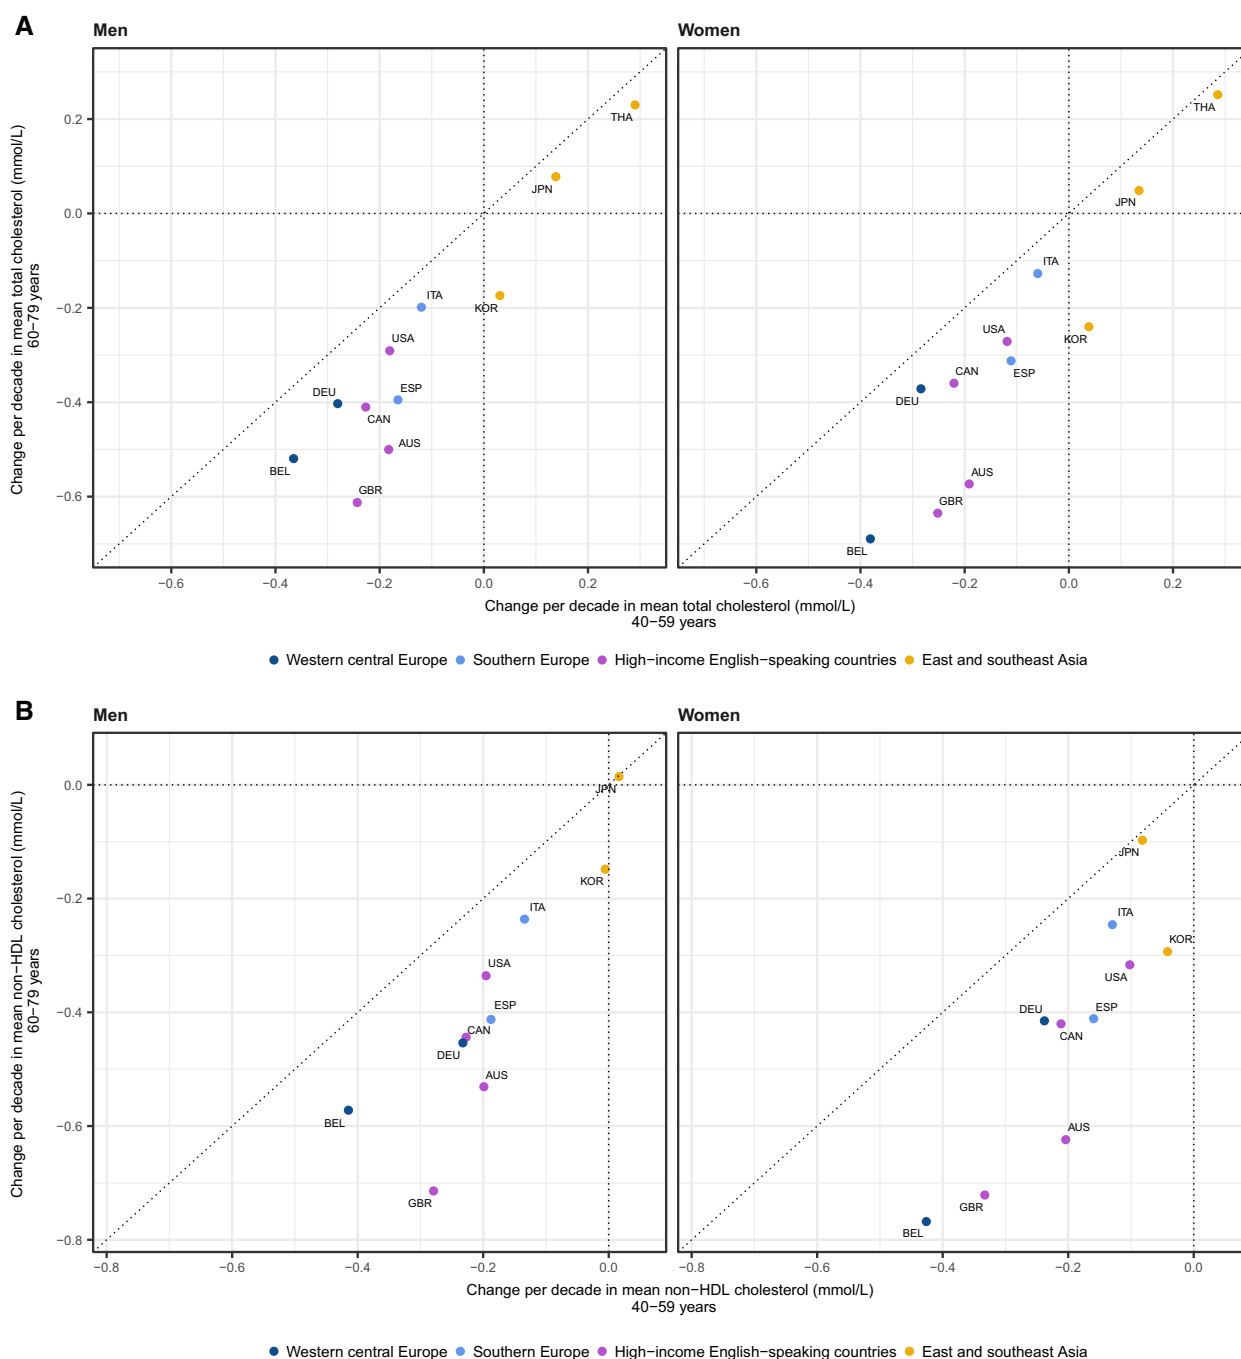 A
Men
Women
Change per decade in mean total cholesterol (mmol/L)
60−79 years
0.2
0.0
−0.2
−0.4
−0.6
THA
JPN
ITA
KOR
USA
DEU
ESP
CAN
AUS
BEL
GBR
THA
JPN
ITA
USA
KOR
CAN
ESP
DEU
AUS
GBR
BEL
−0.6 −0.4 −0.2 0.0 0.2
−0.6 −0.4 −0.2 0.0 0.2
Change per decade in mean total cholesterol (mmol/L)
40−59 years
Western central Europe Southern Europe High−income English−speaking countries East and southeast Asia
B
Men
Women
Change per decade in mean non−HDL cholesterol (mmol/L)
60−79 years
0.0
−0.2
−0.4
−0.6
−0.8
JPN
KOR
ITA
USA
ESP
CAN
DEU
AUS
BEL
GBR
JPN
ITA
KOR
USA
DEU
ESP
CAN
AUS
GBR
BEL
−0.8 −0.6 −0.4 −0.2 0.0
−0.8 −0.6 −0.4 −0.2 0.0
Change per decade in mean non−HDL cholesterol (mmol/L)
40−59 years
Western central Europe Southern Europe High−income English−speaking countries East and southeast Asia